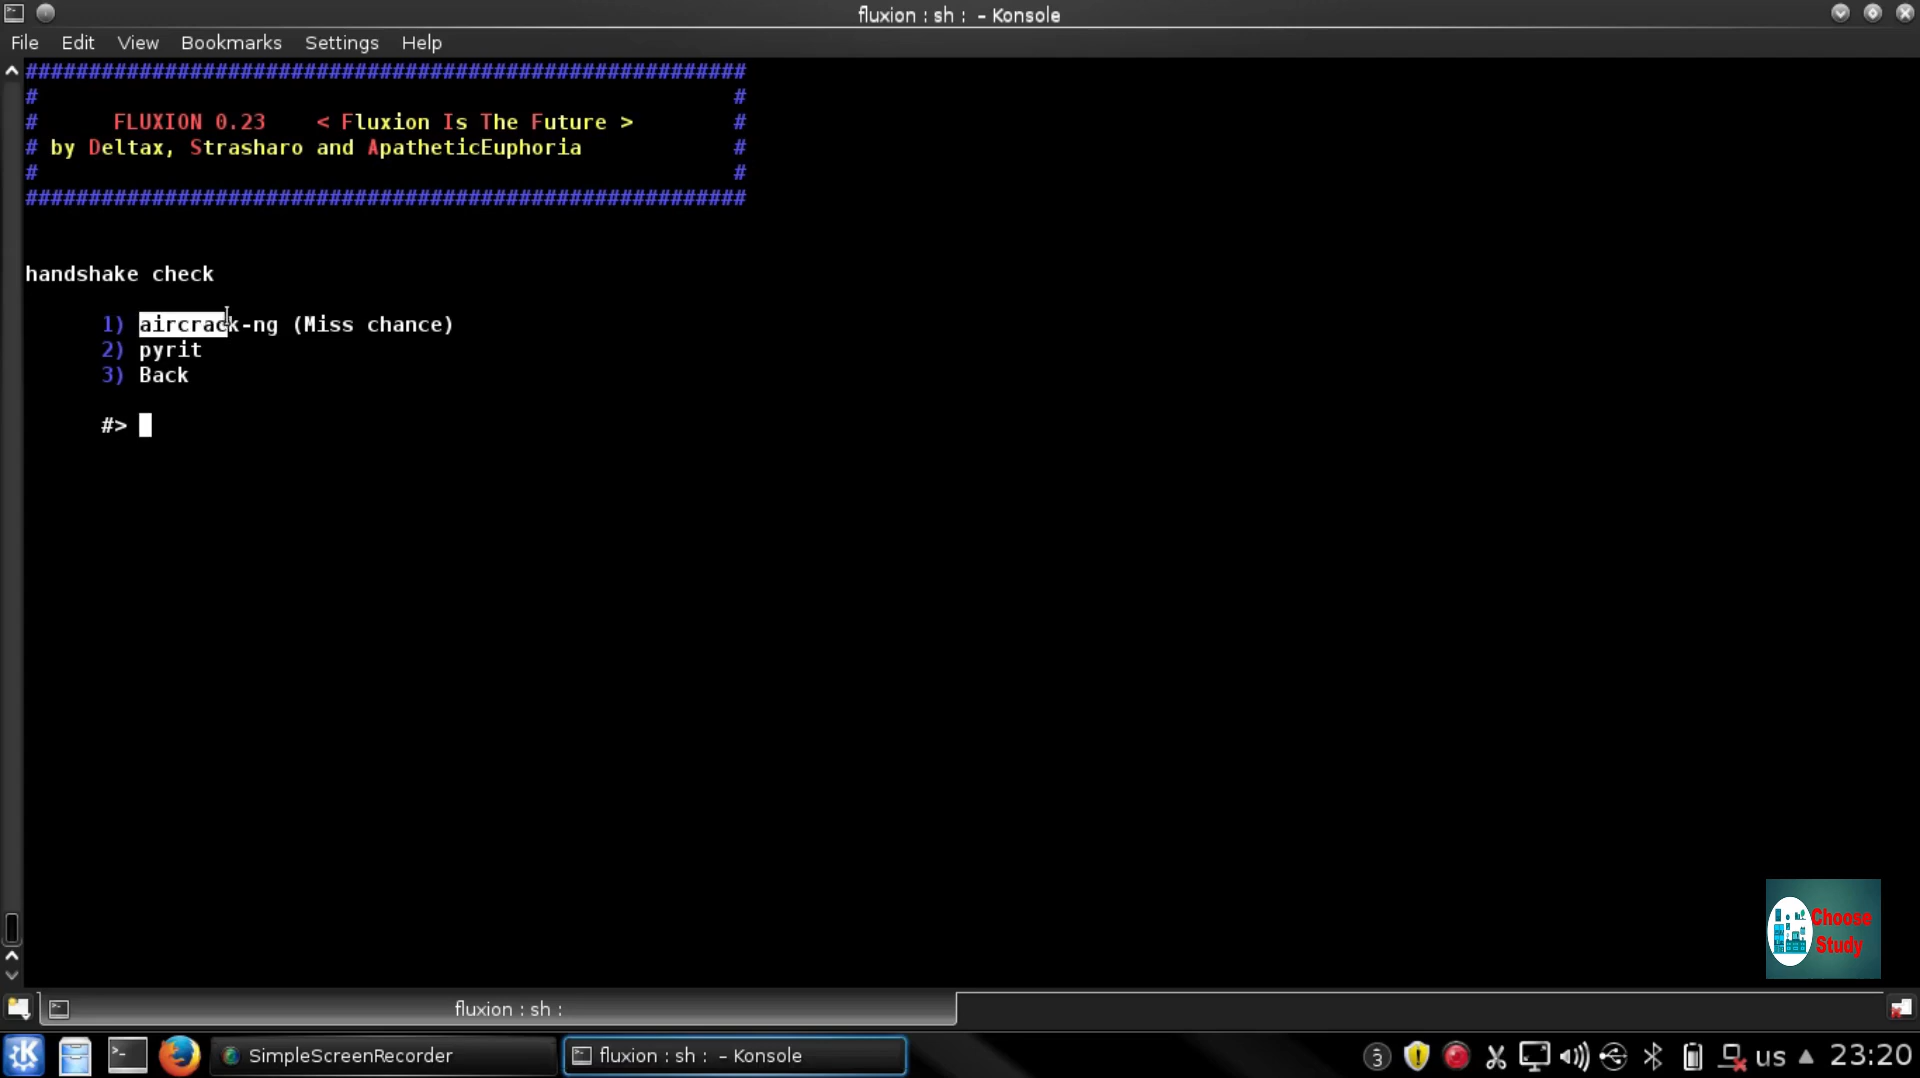 fluxion : sh :  - Konsole
File Edit View Bookmarks Settings Help
#########################################################
# #
# FLUXION 0.23 < Fluxion Is The Future > #
# by Deltax, Strasharo and ApatheticEuphoria #
# #
#########################################################
handshake check
1) aircrack-ng (Miss chance)
2) pyrit
3) Back
#>
Choose
Study
fluxion : sh :
SimpleScreenRecorder
fluxion : sh :  - Konsole
3
us
23:20